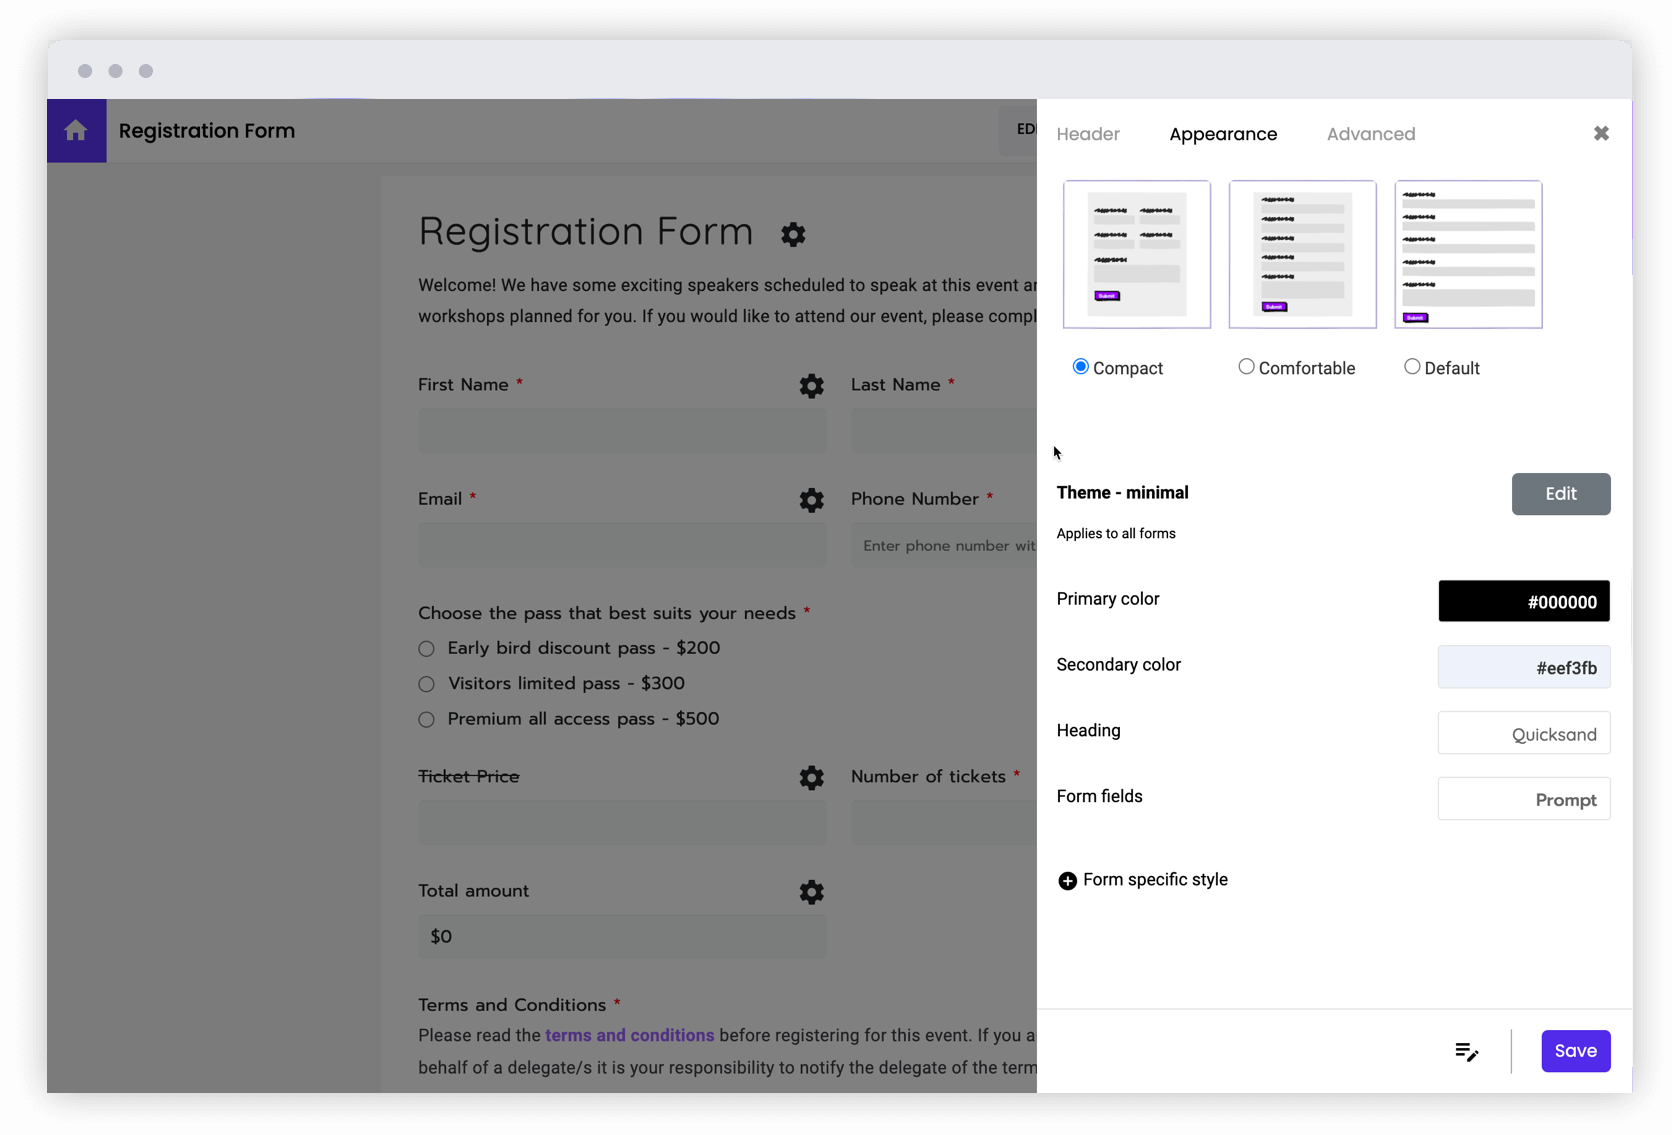 Registration Form
EDI
Registration Form
Welcome! We have some exciting speakers scheduled to speak at this event
workshops planned for you. If you would like to attend our event, please
First Name *
Last Name *
Email *
Phone Number *
Enter phone number
Choose the pass that best suits your needs *
Early bird discount pass - $200
Visitors limited pass - $300
Premium all access pass - $500
Ticket Price
Number of tickets *
Total amount
$0
Terms and Conditions *
Please read the terms and conditions before registering for this event. If you
behalf of a delegate/s it is your responsibility to notify the delegate of the
Header
Appearance
Advanced
Submit
Submit
Submit
Compact
Comfortable
Default
Theme - minimal
Edit
Applies to all forms
Primary color
#000000
Secondary color
#eef3fb
Heading
Quicksand
Form fields
Prompt
Form specific style
Save